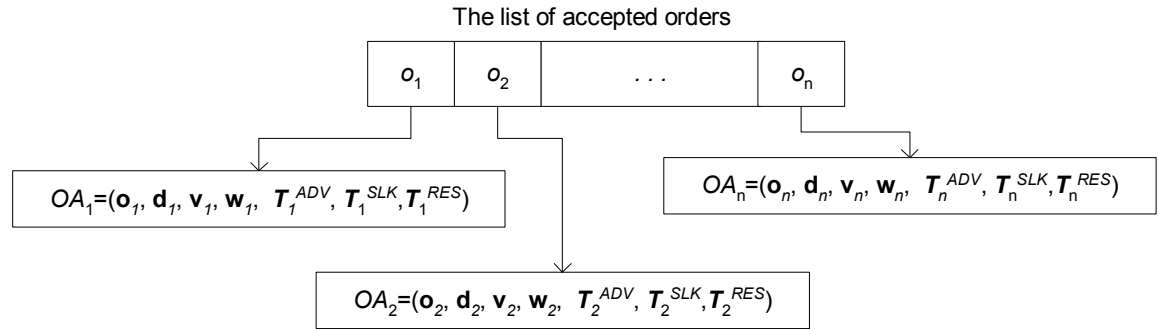 The list of accepted orders
o₁ o₂ . . . oₙ
OA₁=(o₁, d₁, v₁, w₁, T₁ᴬᴰⱽ, T₁ˢᴸᴷ,T₁ᴿᴱˢ)
OAₙ=(oₙ, dₙ, vₙ, wₙ, Tₙᴬᴰⱽ, Tₙˢᴸᴷ,Tₙᴿᴱˢ)
OA₂=(o₂, d₂, v₂, w₂, T₂ᴬᴰⱽ, T₂ˢᴸᴷ,T₂ᴿᴱˢ)